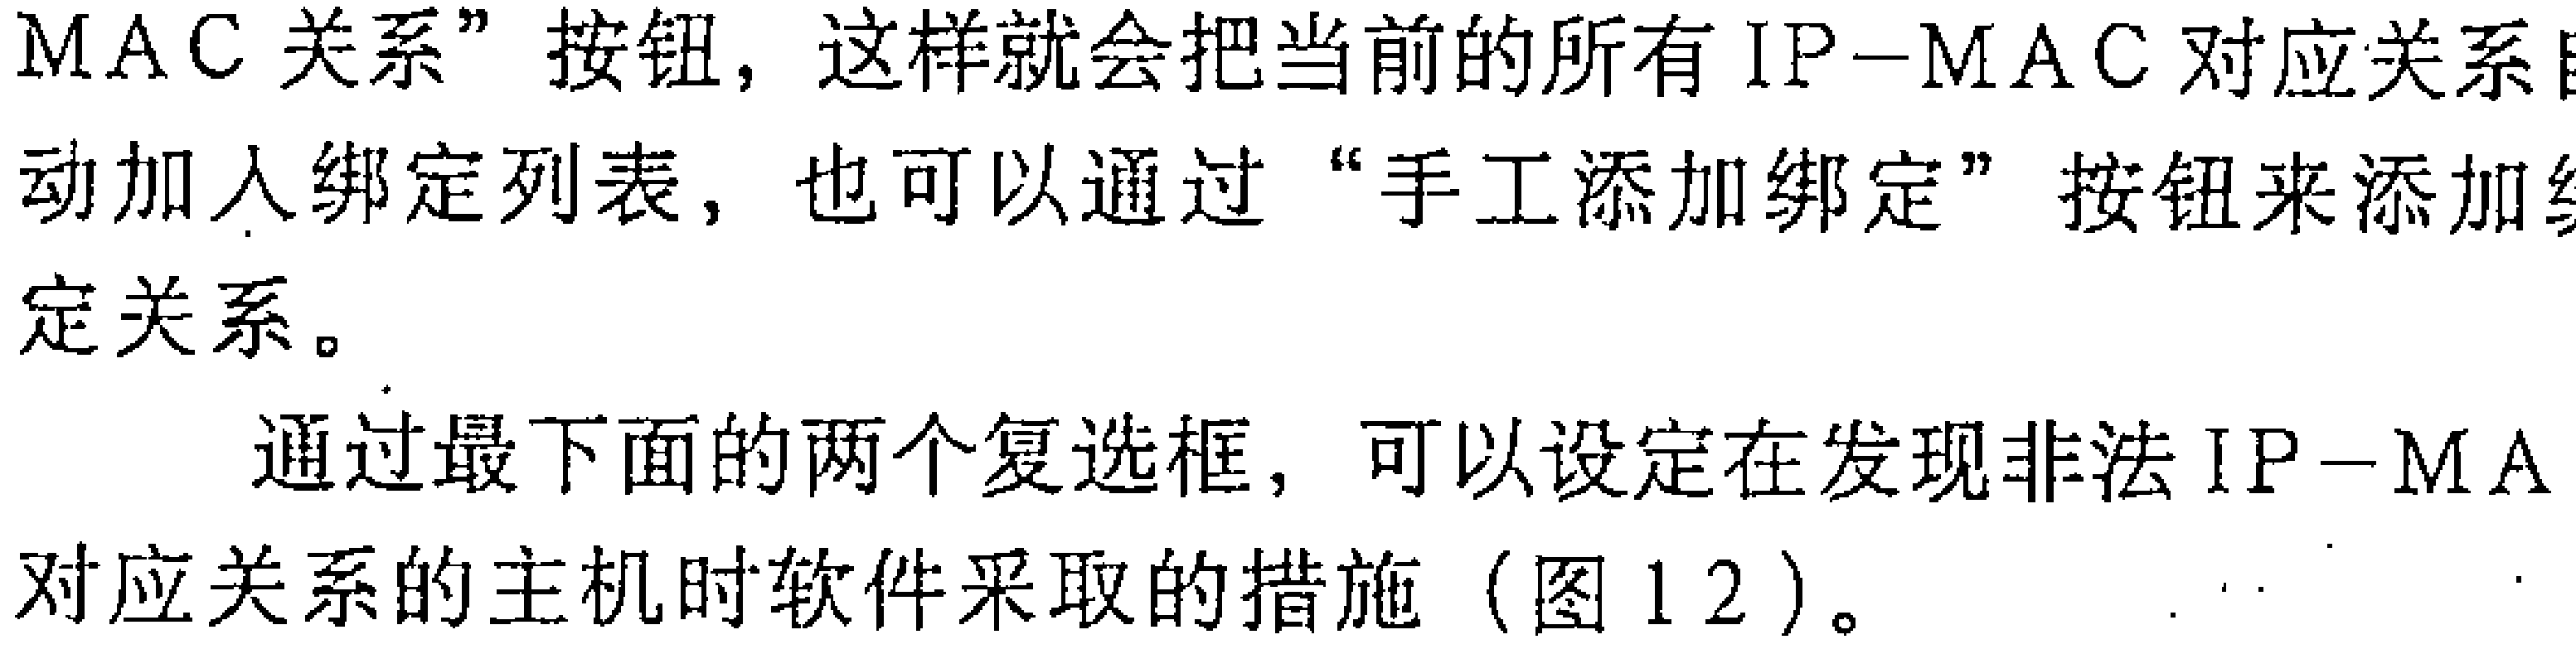 MAC关系”按钮，这样就会把当前的所有IP-MAC对应关系
动加入绑定列表，也可以通过“手工添加绑定”按钮来添加
定关系。
通过最下面的两个复选框，可以设定在发现非法IP-MA
对应关系的主机时软件采取的措施（图12）。